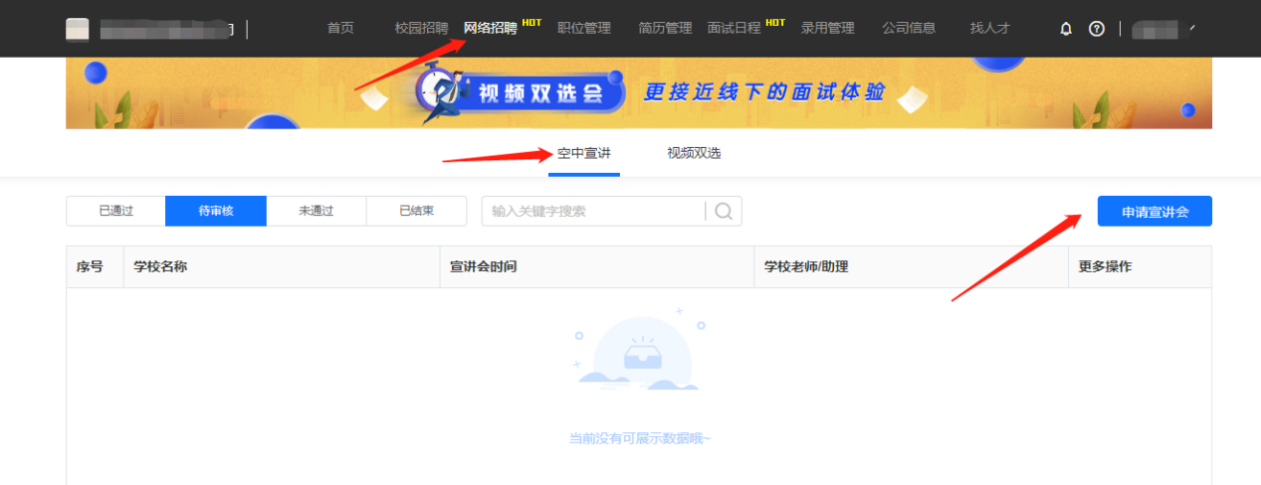 首页 校园招聘 网络招聘 HOT 职位管理 简历管理 面试日程 HOT 录用管理 公司信息 找人才
视频双选会 更接近线下的面试体验
空中宣讲 视频双选
已通过 待审核 未通过 已结束 输入关键字搜索 申请宣讲会
序号 学校名称 宣讲会时间 学校老师/助理 更多操作
当前没有可展示数据哦~